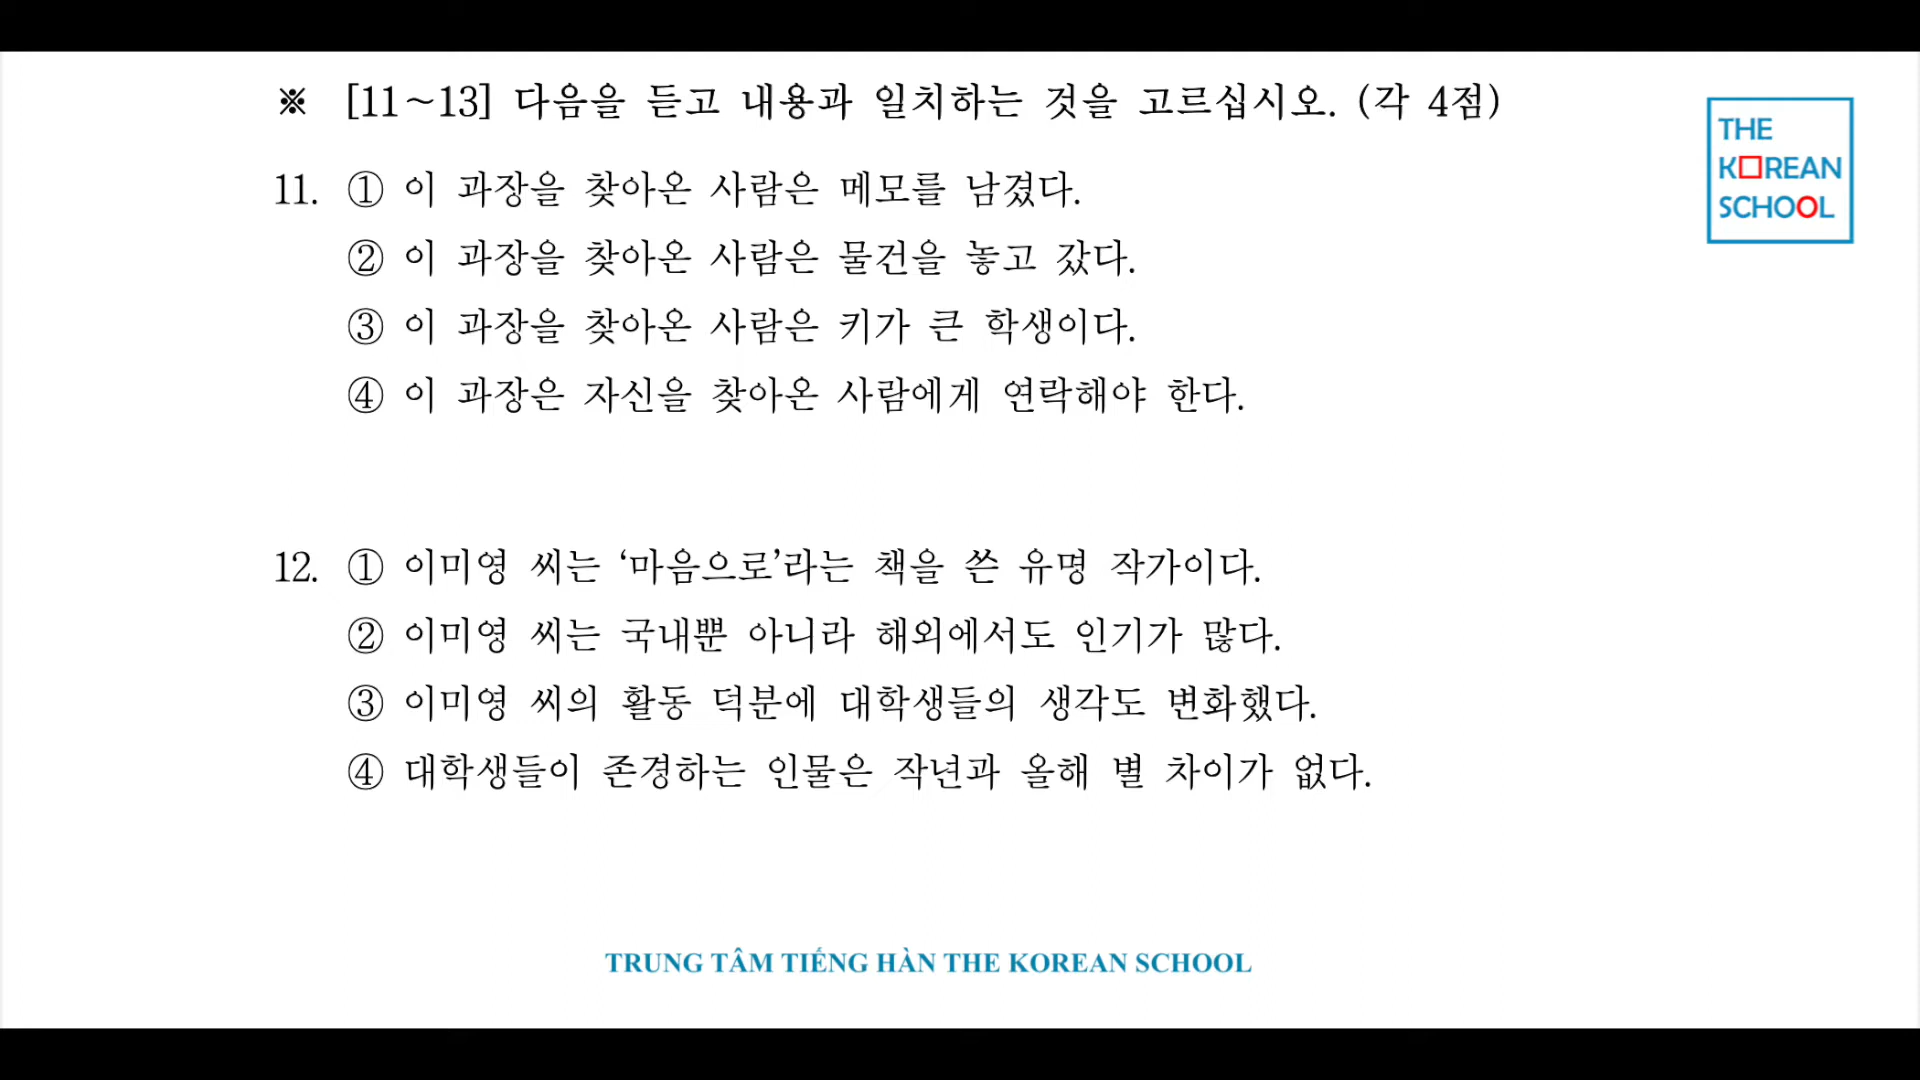 ※ [11～13] 다음을 듣고 내용과 일치하는 것을 고르십시오. (각 4점)
THE
KOREAN
SCHOOL
11. ① 이 과장을 찾아온 사람은 메모를 남겼다.
② 이 과장을 찾아온 사람은 물건을 놓고 갔다.
③ 이 과장을 찾아온 사람은 키가 큰 학생이다.
④ 이 과장은 자신을 찾아온 사람에게 연락해야 한다.
12. ① 이미영 씨는 ‘마음으로’라는 책을 쓴 유명 작가이다.
② 이미영 씨는 국내뿐 아니라 해외에서도 인기가 많다.
③ 이미영 씨의 활동 덕분에 대학생들의 생각도 변화했다.
④ 대학생들이 존경하는 인물은 작년과 올해 별 차이가 없다.
TRUNG TÂM TIẾNG HÀN THE KOREAN SCHOOL